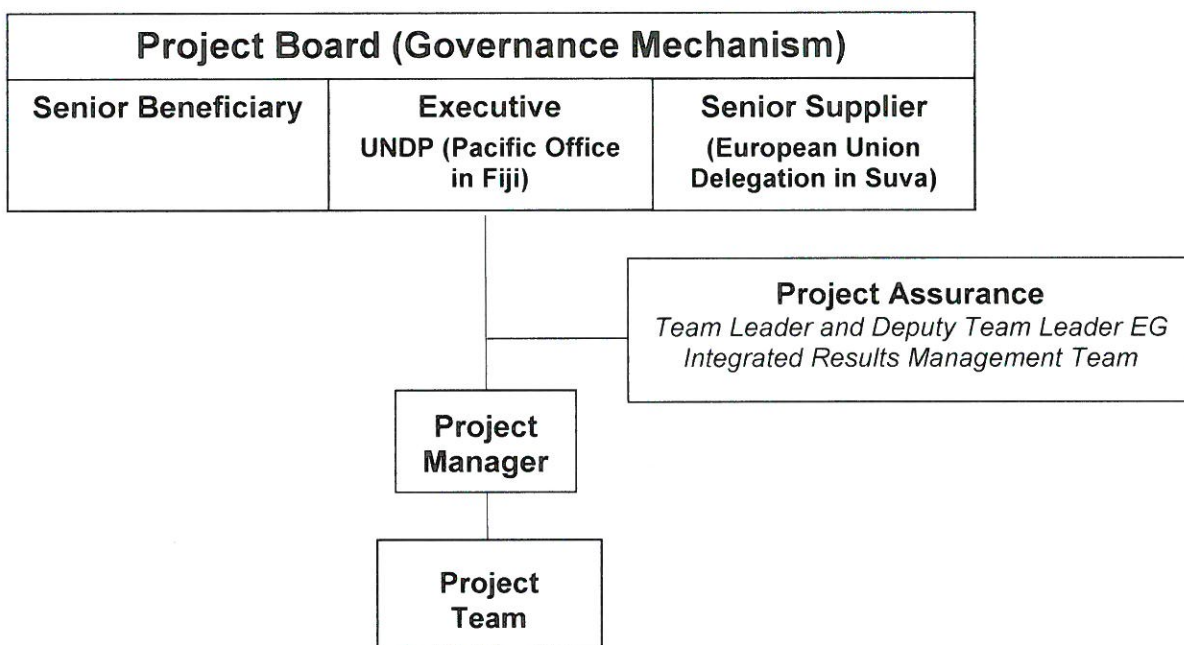 Project Board (Governance Mechanism)
Senior Beneficiary
Executive
UNDP (Pacific Office
in Fiji)
Senior Supplier
(European Union
Delegation in Suva)
Project Assurance
Team Leader and Deputy Team Leader EG
Integrated Results Management Team
Project
Manager
Project
Team